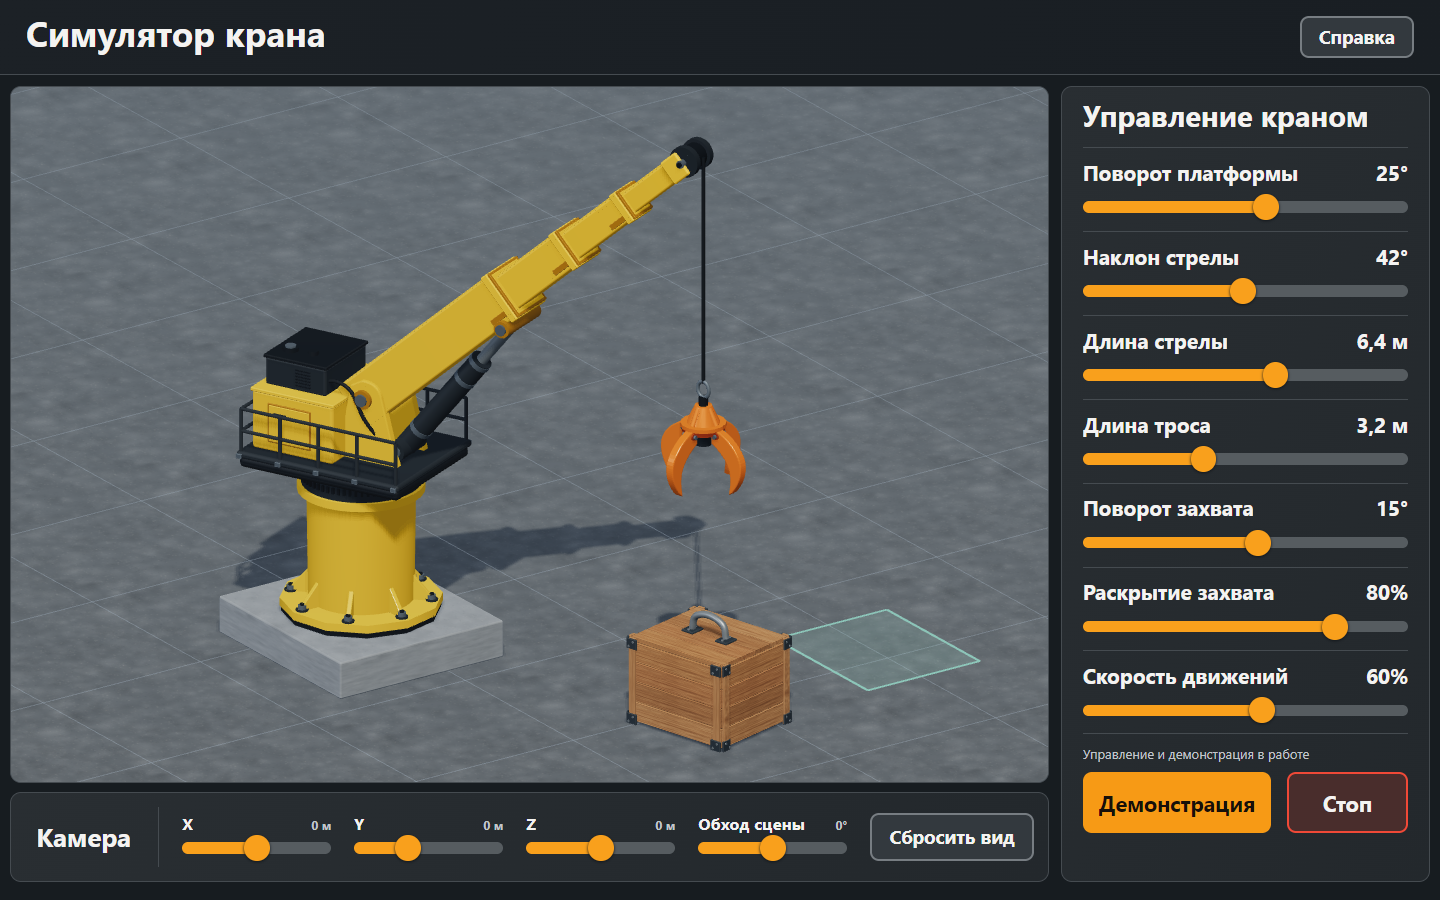 Симулятор крана
Справка
Управление краном
Поворот платформы 25°
Наклон стрелы 42°
Длина стрелы 6,4 м
Длина троса 3,2 м
Поворот захвата 15°
Раскрытие захвата 80%
Скорость движений 60%
Управление и демонстрация в работе
Демонстрация Стоп
Камера
X 0 м
Y 0 м
Z 0 м
Обход сцены 0°
Сбросить вид